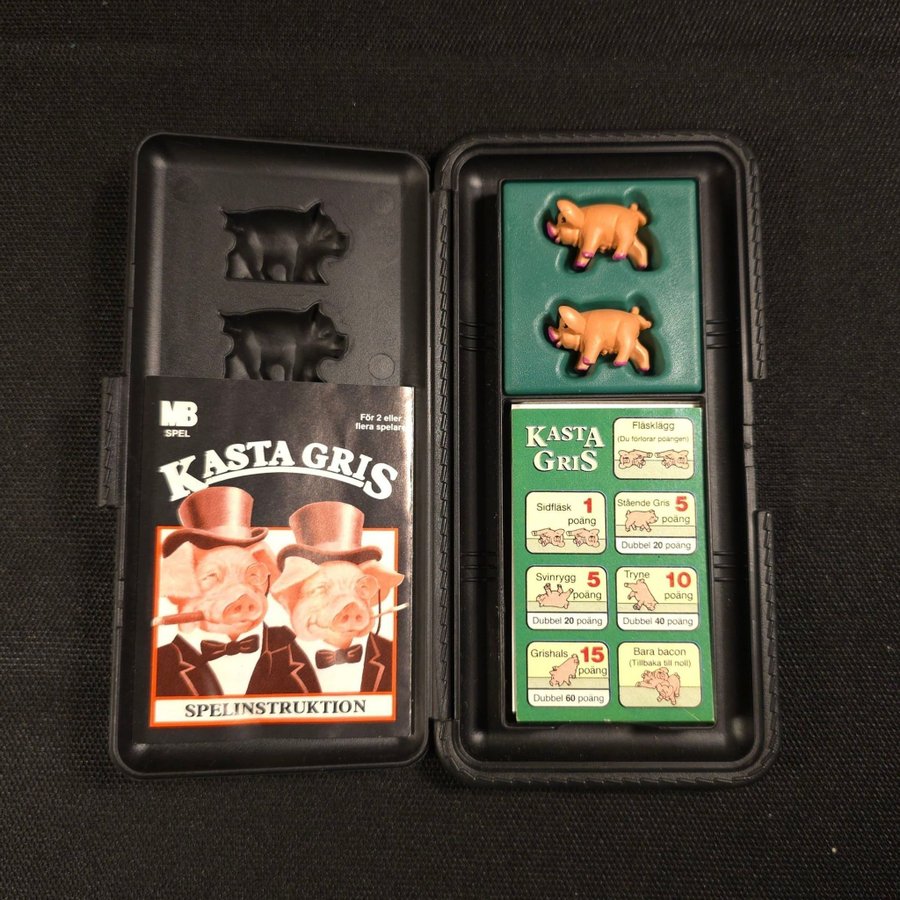 MB
SPEL
För 2 eller
flera spelare
KASTA GRIS
SPELINSTRUKTION
KASTA
GRIS
Fläsklägg
(Du förlorar poängen)
Sidfläsk 1
poäng
Stående Gris 5
poäng
Dubbel 20 poäng
Svinrygg 5
poäng
Dubbel 20 poäng
Tryne 10
poäng
Dubbel 40 poäng
Grishals 15
poäng
Dubbel 60 poäng
Bara bacon
(Tillbaka till noll)